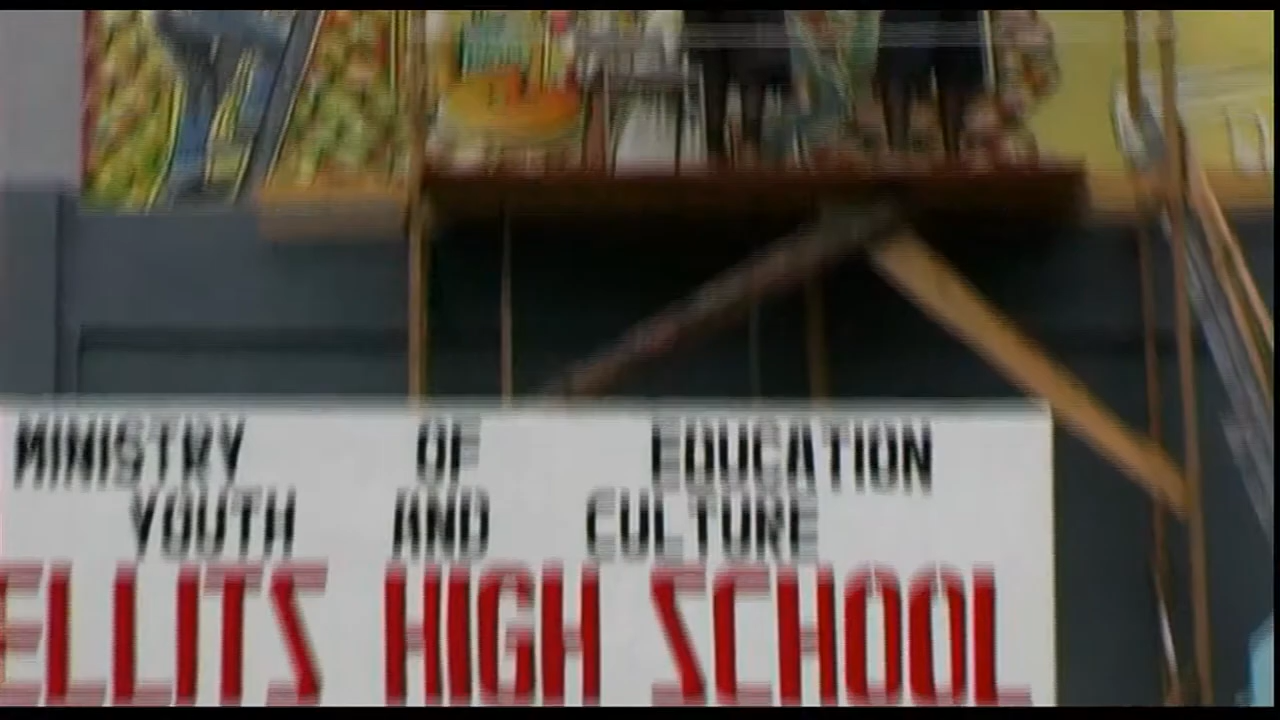 MINISTRY OF EDUCATION
YOUTH AND CULTURE
ELLITS HIGH SCHOOL